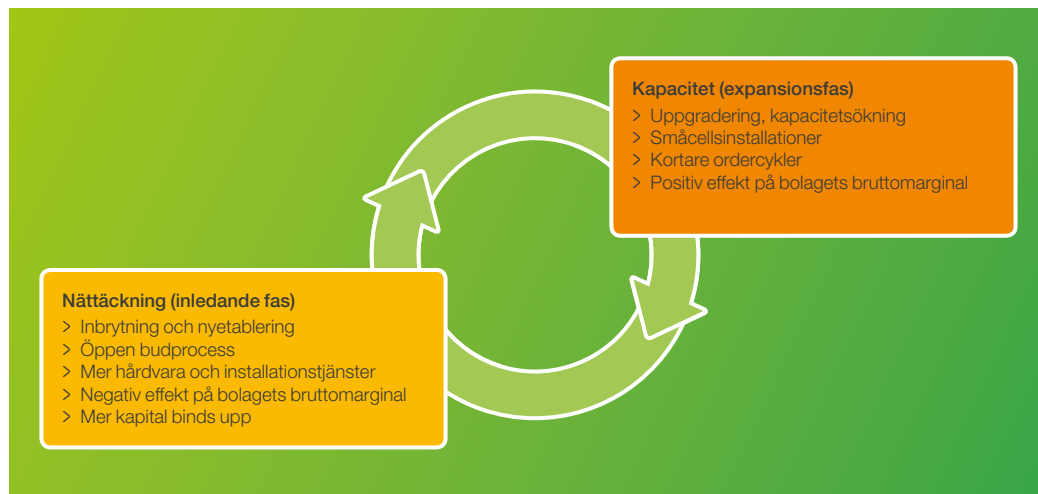 Kapacitet (expansionsfas)
> Uppgradering, kapacitetsökning
> Småcellsinstallationer
> Kortare ordercykler
> Positiv effekt på bolagets bruttomarginal
Nättäckning (inledande fas)
> Inbrytning och nyetablering
> Öppen budprocess
> Mer hårdvara och installationstjänster
> Negativ effekt på bolagets bruttomarginal
> Mer kapital binds upp